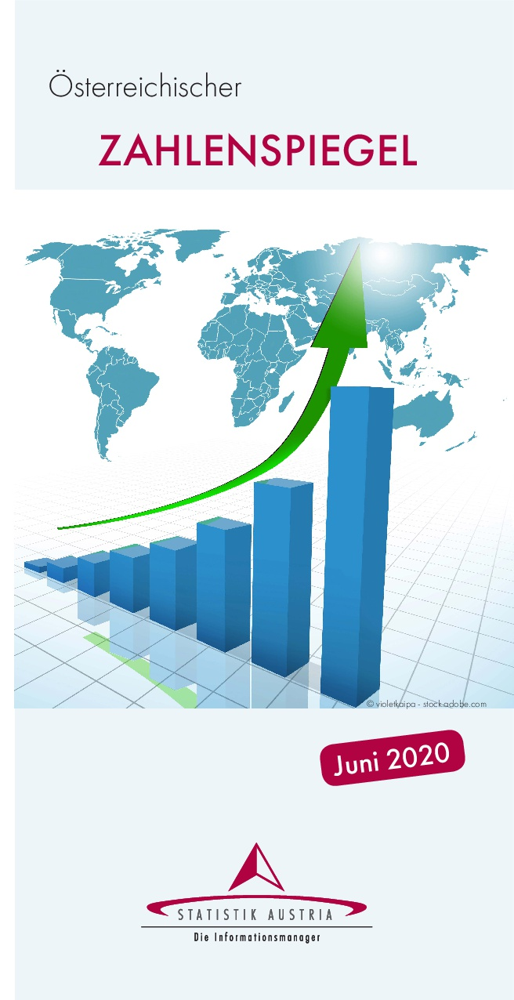 Österreichischer
ZAHLENSPIEGEL
© violetkaipa - stock.adobe.com
Juni 2020
STATISTIK AUSTRIA
Die Informationsmanager